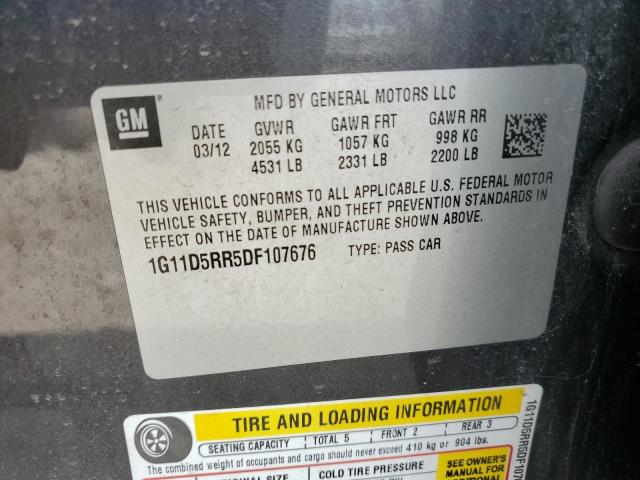 GM
MFD BY GENERAL MOTORS LLC
DATE GVWR GAWR FRT GAWR RR
03/12 2055 KG 1057 KG 998 KG
4531 LB 2331 LB 2200 LB
THIS VEHICLE CONFORMS TO ALL APPLICABLE U.S. FEDERAL MOTOR
VEHICLE SAFETY, BUMPER, AND THEFT PREVENTION STANDARDS IN
EFFECT ON THE DATE OF MANUFACTURE SHOWN ABOVE.
1G11D5RR5DF107676 TYPE: PASS CAR
TIRE AND LOADING INFORMATION
SEATING CAPACITY TOTAL 5 FRONT 2 REAR 3
The combined weight of occupants and cargo should never exceed 410 kg or 904 lbs.
SIZE COLD TIRE PRESSURE
SEE OWNER'S
MANUAL FOR
1G11D5RR5DF107